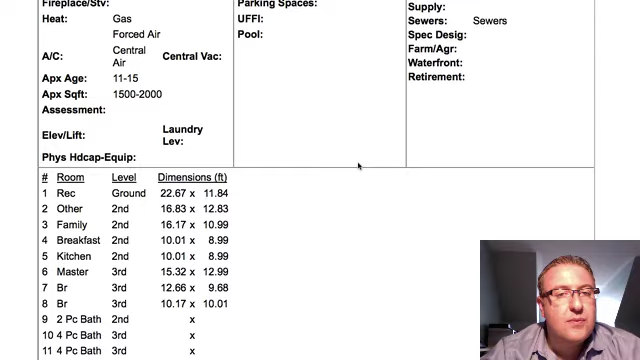 Fireplace/Stv:
Heat: Gas
Forced Air
A/C: Central Air Central Vac:
Apx Age: 11-15
Apx Sqft: 1500-2000
Assessment:
Elev/Lift: Laundry Lev:
Phys Hdcap-Equip:
Parking Spaces:
UFFI:
Pool:
Supply:
Sewers: Sewers
Spec Desig:
Farm/Agr:
Waterfront:
Retirement:
# Room Level Dimensions (ft)
1 Rec Ground 22.67 x 11.84
2 Other 2nd 16.83 x 12.83
3 Family 2nd 16.17 x 10.99
4 Breakfast 2nd 10.01 x 8.99
5 Kitchen 2nd 10.01 x 8.99
6 Master 3rd 15.32 x 12.99
7 Br 3rd 12.66 x 9.68
8 Br 3rd 10.17 x 10.01
9 2 Pc Bath 2nd x
10 4 Pc Bath 3rd x
11 4 Pc Bath 3rd x